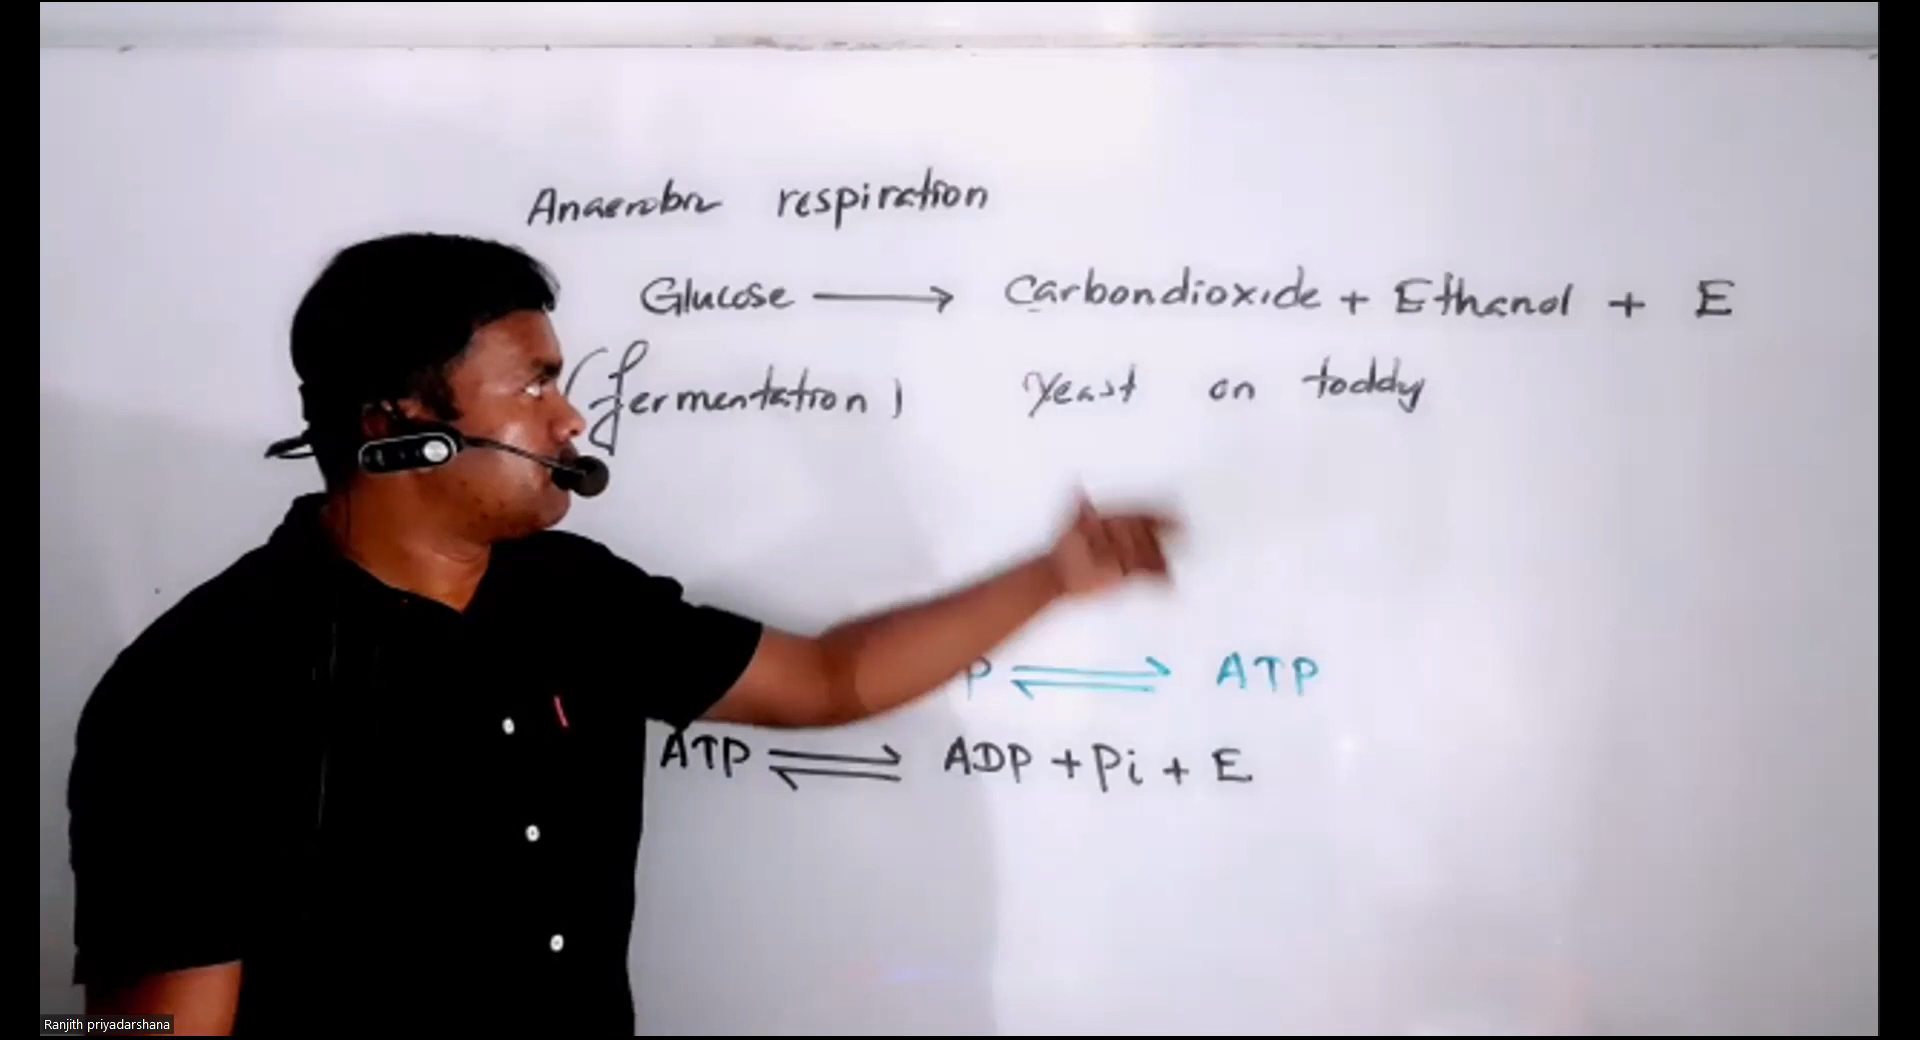 Anaerobic respiration
Glucose ⟶ Carbondioxide + Ethanol + E
(fermentation) Yeast on toddy
P ⇌ ATP
ATP ⇌ ADP + Pi + E
Ranjith priyadarshana